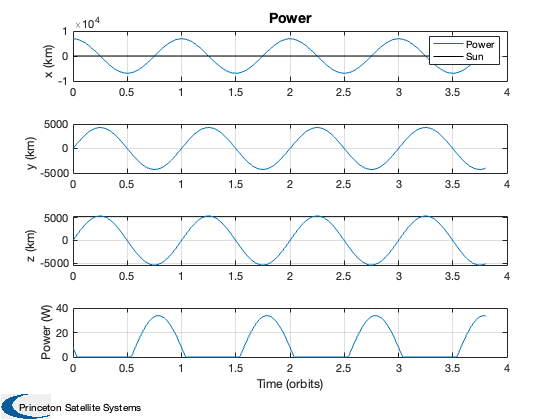 Power
× 10⁴
1
0
-1
x (km)
Power
Sun
0 0.5 1 1.5 2 2.5 3 3.5 4
5000
0
-5000
y (km)
0 0.5 1 1.5 2 2.5 3 3.5 4
5000
0
-5000
z (km)
0 0.5 1 1.5 2 2.5 3 3.5 4
40
20
0
Power (W)
0 0.5 1 1.5 2 2.5 3 3.5 4
Time (orbits)
Princeton Satellite Systems